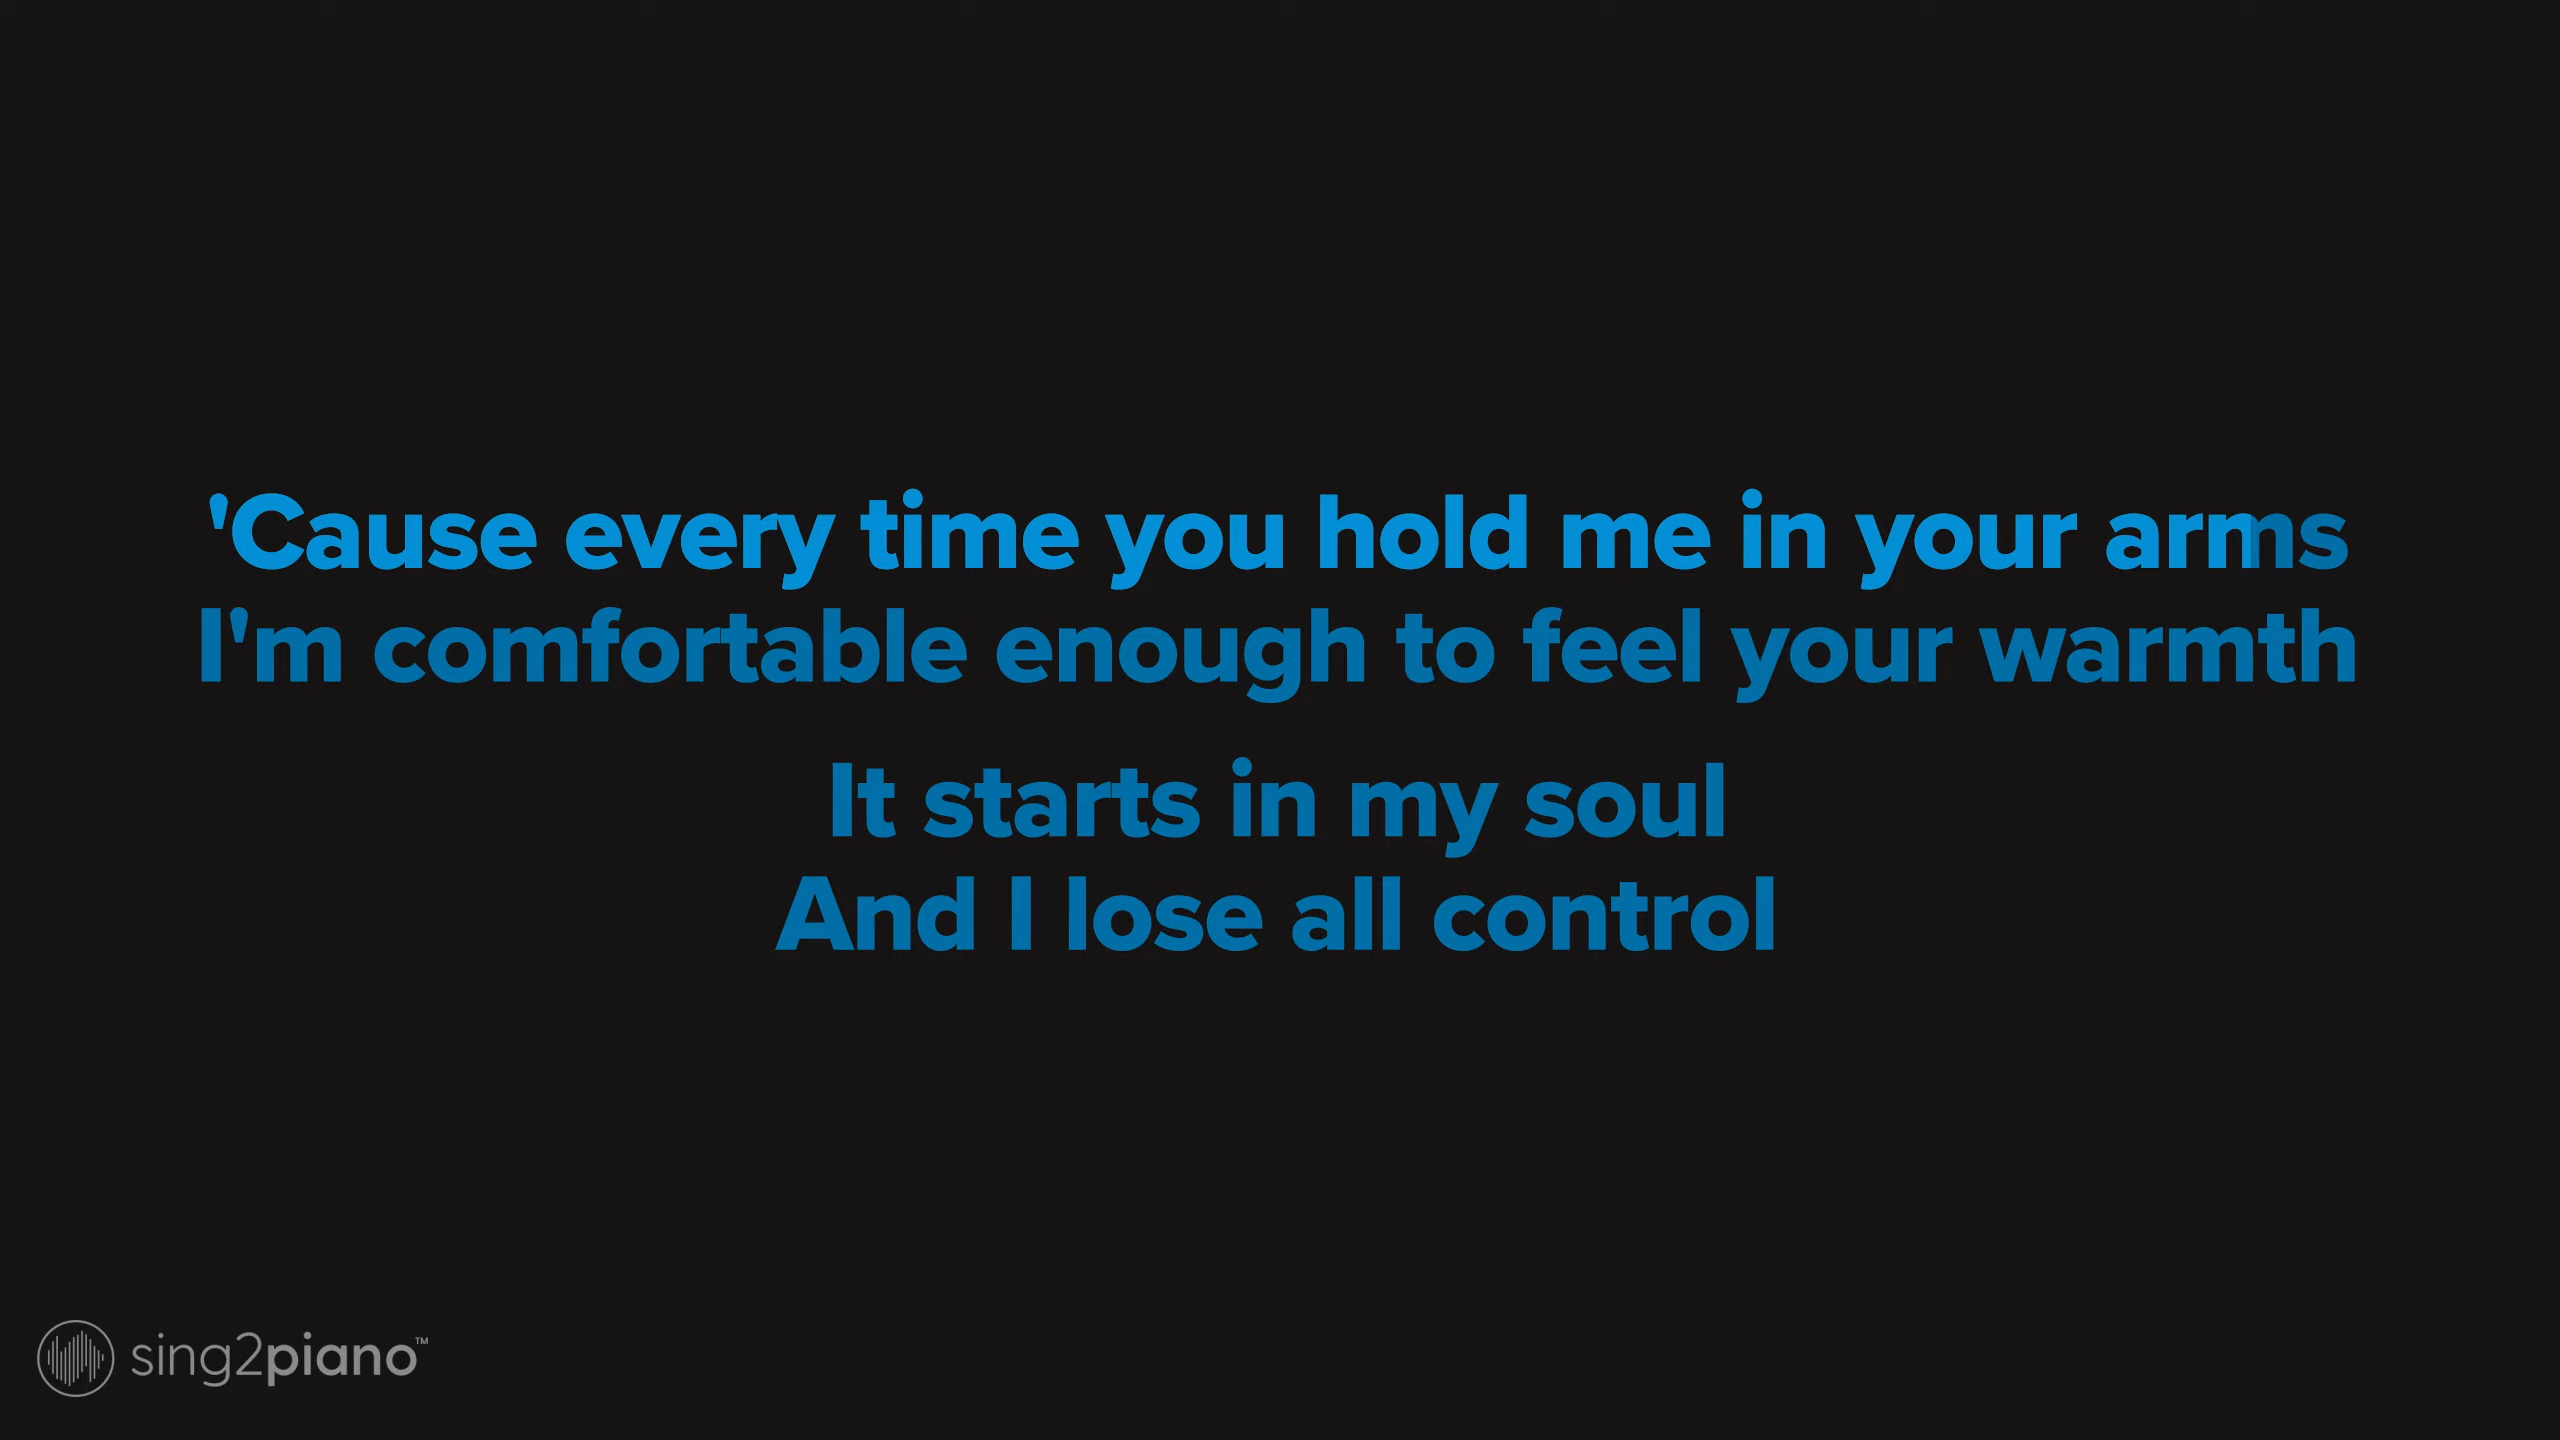 'Cause every time you hold me in your arms
I'm comfortable enough to feel your warmth
It starts in my soul
And I lose all control
sing2piano™